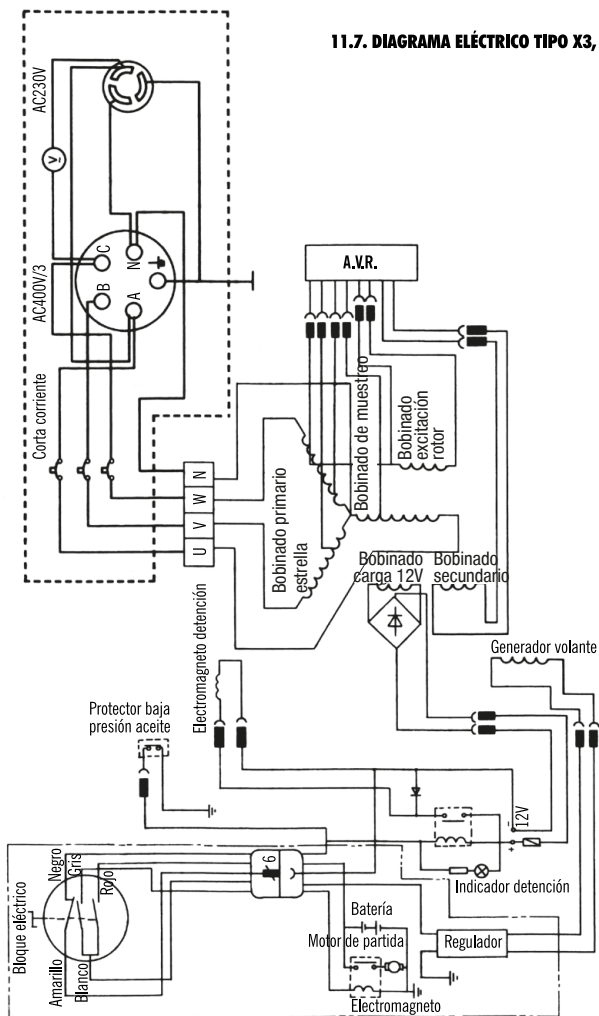 11.7. DIAGRAMA ELÉCTRICO TIPO X3,
AC230V
V
AC400V/3
C
B
N
A
Corta corriente
A.V.R.
N
W
V
U
Bobinado primario
estrella
Bobinado de muestreo
Bobinado
excitación
rotor
Bobinado
carga 12V
Bobinado
secundario
Electromagneto detención
Generador volante
Protector baja
presión aceite
12V
-
+
Indicador detención
Negro
Gris
Rojo
6
Bloque eléctrico
Amarillo
Blanco
Batería
Motor de partida
Regulador
Electromagneto